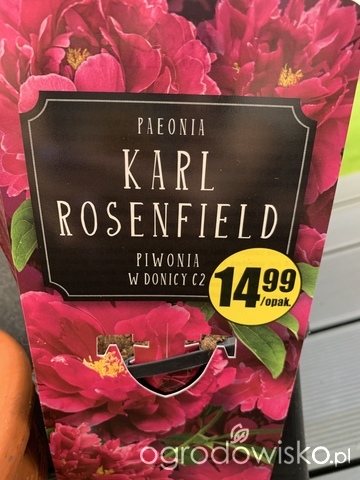 PAEONIA
KARL
ROSENFIELD
PIWONIA
W DONICY C2
14.99
/opak.
ogrodowisko.pl